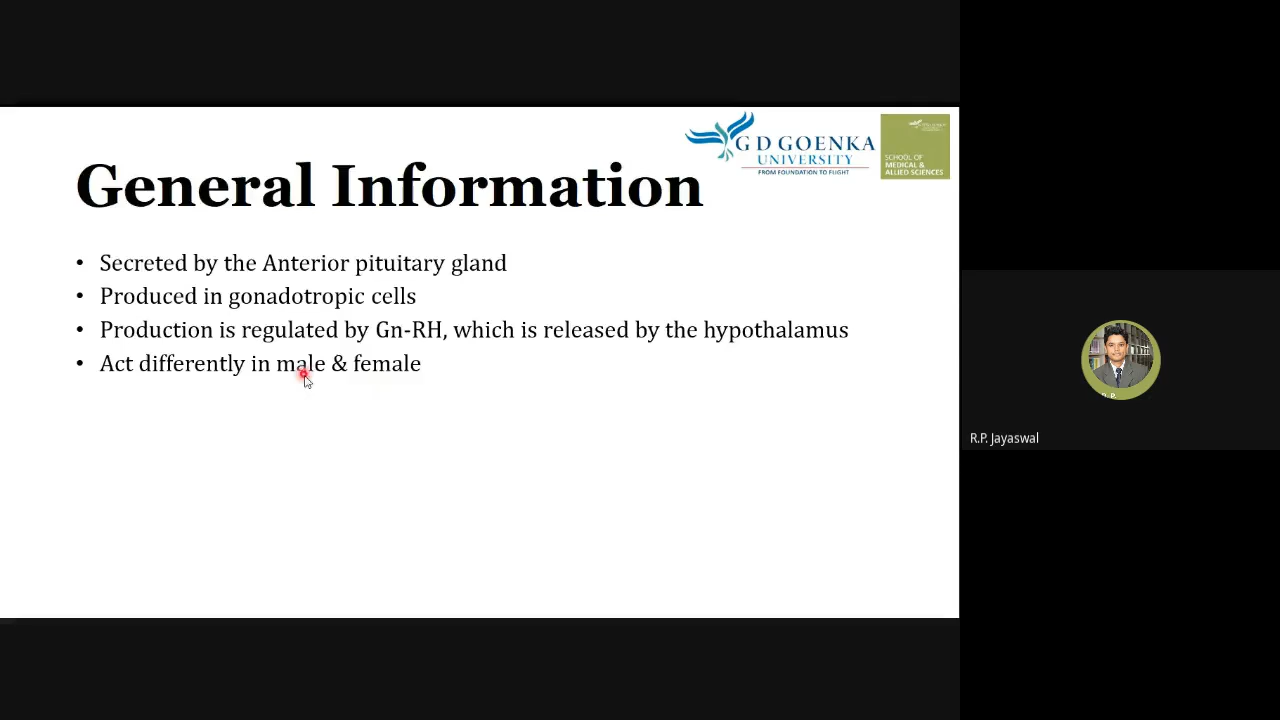 G D GOENKA
UNIVERSITY
FROM FOUNDATION TO FLIGHT
SCHOOL OF
MEDICAL &
ALLIED SCIENCES
General Information
• Secreted by the Anterior pituitary gland
• Produced in gonadotropic cells
• Production is regulated by Gn-RH, which is released by the hypothalamus
• Act differently in male & female
R.P. Jayaswal